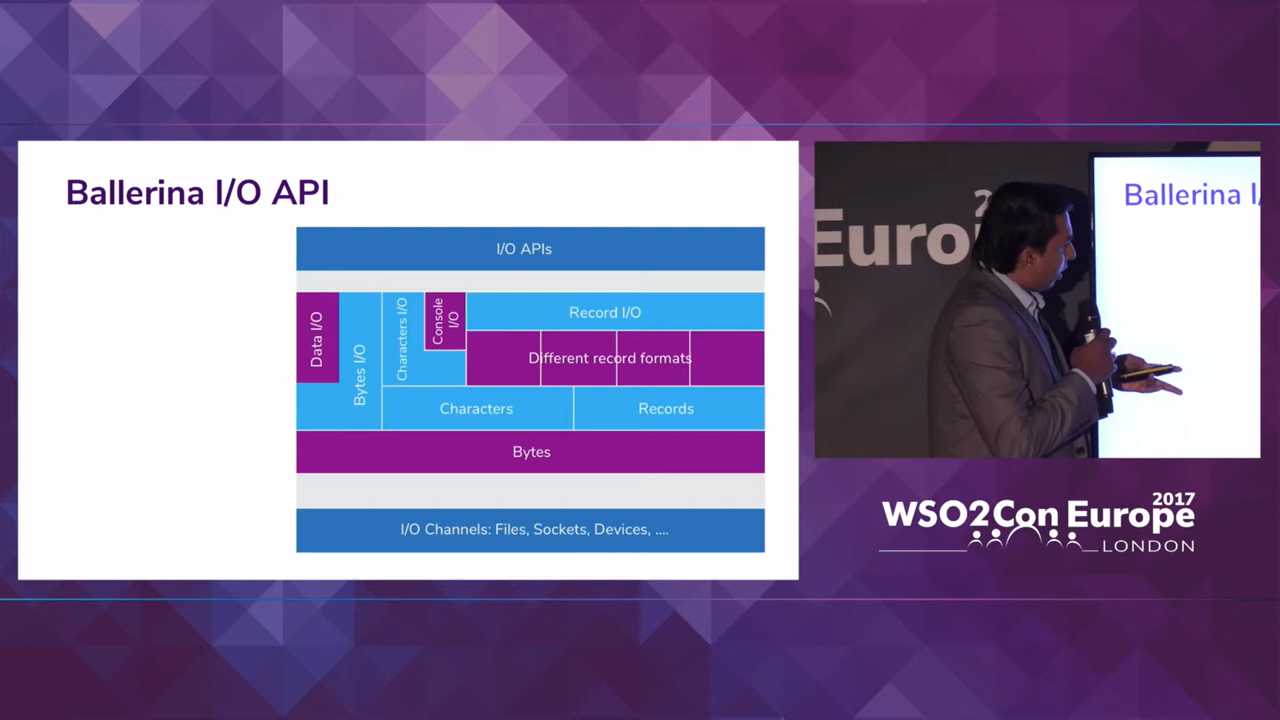 Ballerina I/O API
I/O APIs
Data I/O
Bytes I/O
Characters I/O
Console
I/O
Record I/O
Different record formats
Characters
Records
Bytes
I/O Channels: Files, Sockets, Devices, ....
Ballerina I/
2
Euro
2017
WSO2Con Europe
LONDON